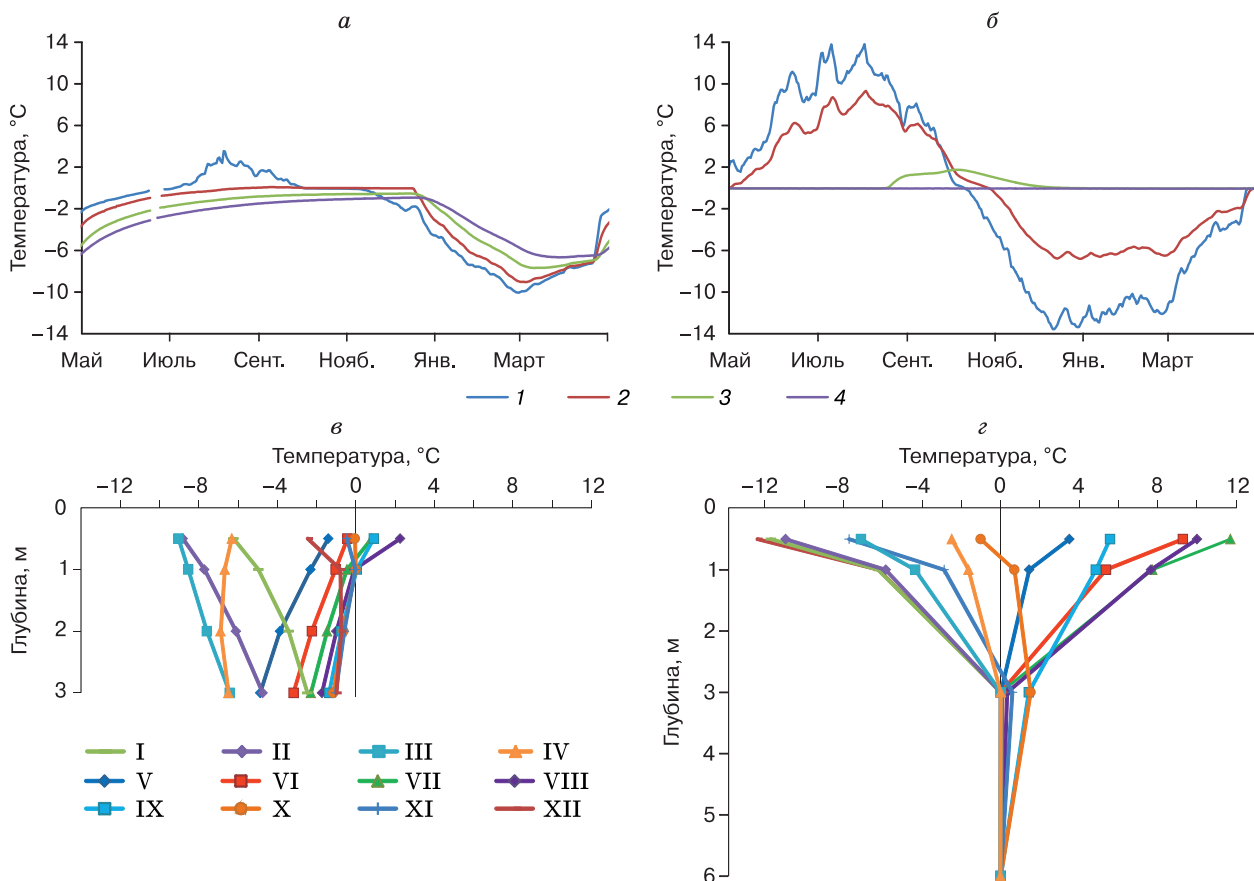 а
б
Температура, °C
14
10
6
2
−2
−6
−10
−14
Май Июль Сент. Нояб. Янв. Март
Температура, °C
14
10
6
2
−2
−6
−10
−14
Май Июль Сент. Нояб. Янв. Март
1 2 3 4
в
Температура, °C
−12 −8 −4 0 4 8 12
Глубина, м
0
1
2
3
I II III IV
V VI VII VIII
IX X XI XII
г
Температура, °C
−12 −8 −4 0 4 8 12
Глубина, м
0
1
2
3
4
5
6